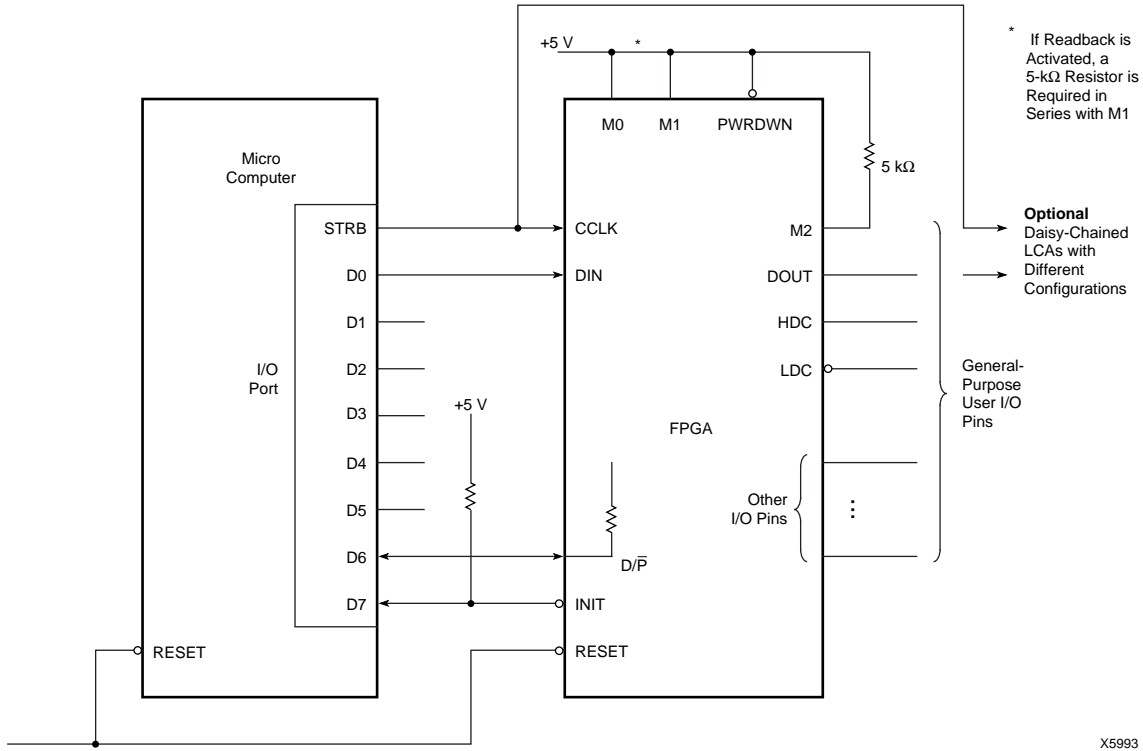 +5 V
*
* If Readback is
Activated, a
5-kΩ Resistor is
Required in
Series with M1
M0
M1
PWRDWN
Micro
Computer
5 kΩ
STRB
CCLK
M2
Optional
Daisy-Chained
LCAs with
Different
Configurations
D0
DIN
DOUT
D1
HDC
I/O
Port
D2
LDC
General-
Purpose
User I/O
Pins
D3
+5 V
FPGA
D4
D5
Other
I/O Pins
⋮
D6
D/P̅
D7
INIT
RESET
RESET
X5993